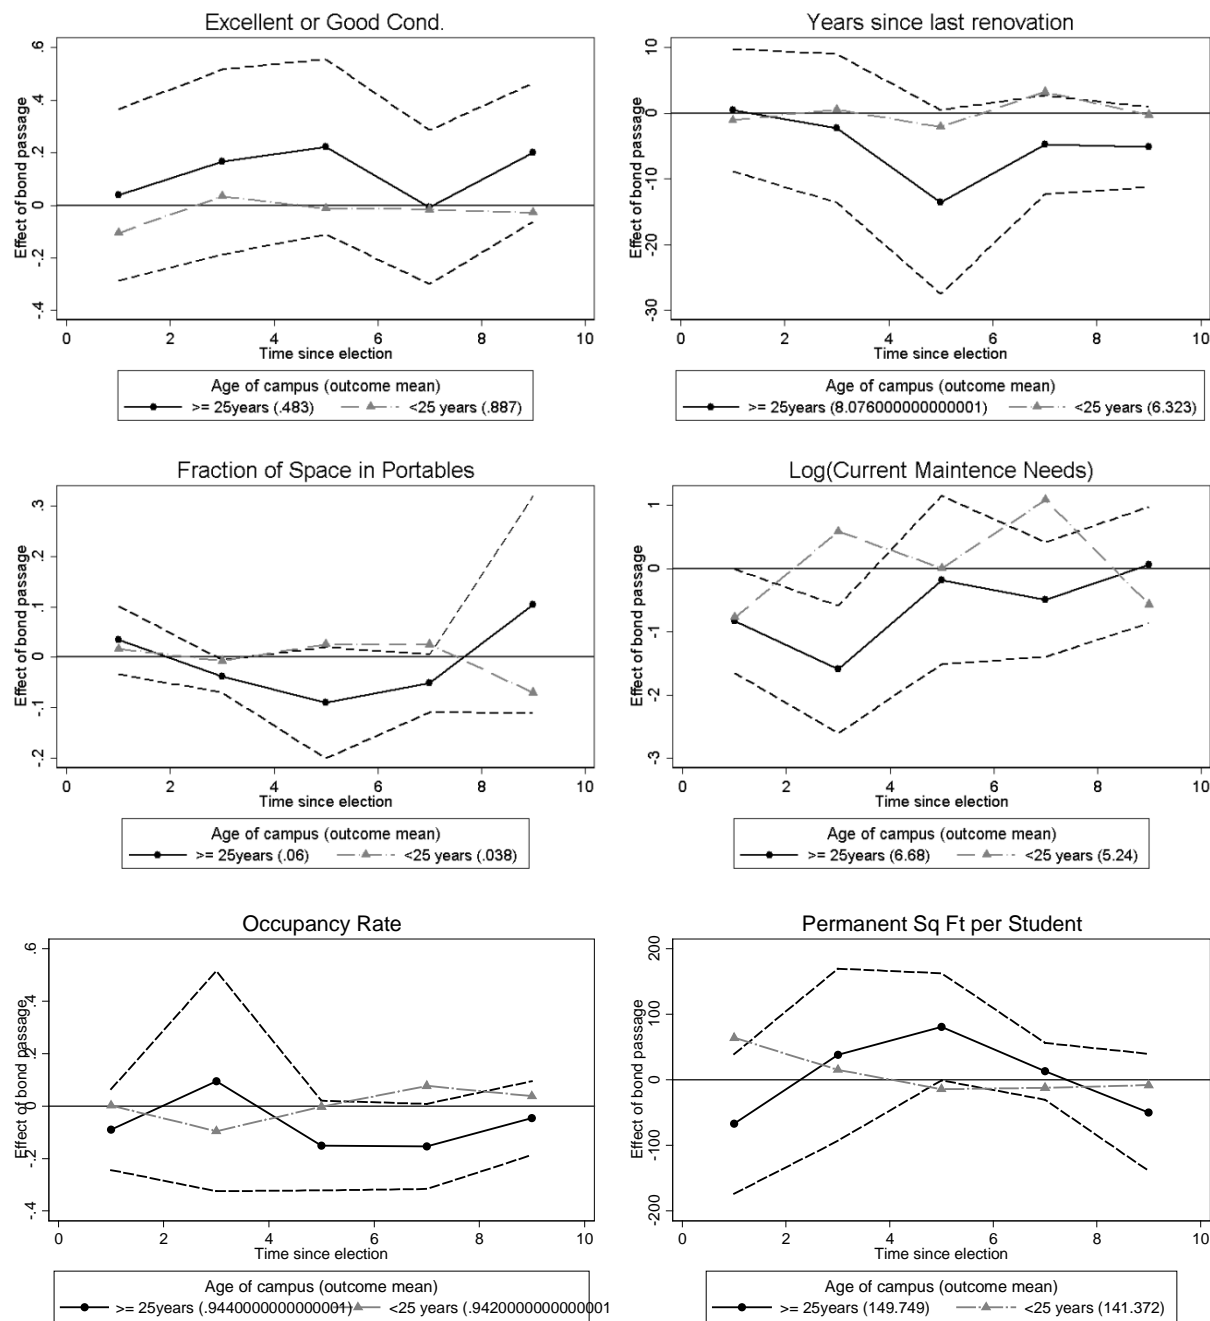 Excellent or Good Cond.
Effect of bond passage
.6
.4
.2
0
-.2
-.4
0 2 4 6 8 10
Time since election
Age of campus (outcome mean)
>= 25years (.483) <25 years (.887)
Years since last renovation
Effect of bond passage
10
0
-10
-20
-30
0 2 4 6 8 10
Time since election
Age of campus (outcome mean)
>= 25years (8.076000000000001) <25 years (6.323)
Fraction of Space in Portables
Effect of bond passage
.3
.2
.1
0
-.1
-.2
0 2 4 6 8 10
Time since election
Age of campus (outcome mean)
>= 25years (.06) <25 years (.038)
Log(Current Maintence Needs)
Effect of bond passage
1
0
-1
-2
-3
0 2 4 6 8 10
Time since election
Age of campus (outcome mean)
>= 25years (6.68) <25 years (5.24)
Occupancy Rate
Effect of bond passage
.6
.4
.2
0
-.2
-.4
0 2 4 6 8 10
Time since election
Age of campus (outcome mean)
>= 25years (.9440000000000001) <25 years (.9420000000000001
Permanent Sq Ft per Student
Effect of bond passage
200
100
0
-100
-200
0 2 4 6 8 10
Time since election
Age of campus (outcome mean)
>= 25years (149.749) <25 years (141.372)